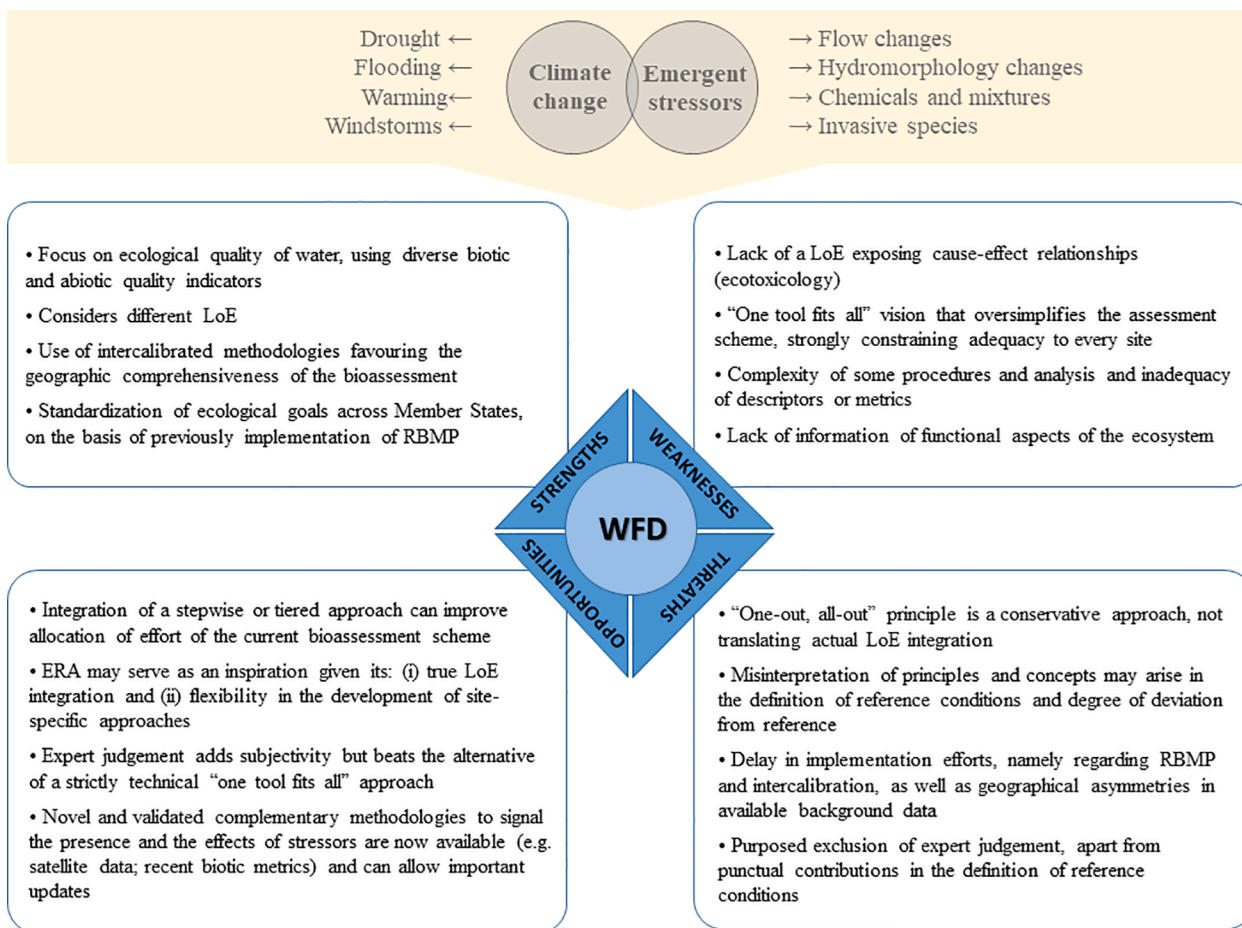 Drought ←
Flooding ←
Warming←
Windstorms ←
Climate
change
Emergent
stressors
→ Flow changes
→ Hydromorphology changes
→ Chemicals and mixtures
→ Invasive species
• Focus on ecological quality of water, using diverse biotic
and abiotic quality indicators
• Considers different LoE
• Use of intercalibrated methodologies favouring the
geographic comprehensiveness of the bioassessment
• Standardization of ecological goals across Member States,
on the basis of previously implementation of RBMP
• Lack of a LoE exposing cause-effect relationships
(ecotoxicology)
• “One tool fits all” vision that oversimplifies the assessment
scheme, strongly constraining adequacy to every site
• Complexity of some procedures and analysis and inadequacy
of descriptors or metrics
• Lack of information of functional aspects of the ecosystem
STRENGTHS
WEAKNESSES
WFD
OPPORTUNITIES
THREATHS
• Integration of a stepwise or tiered approach can improve
allocation of effort of the current bioassessment scheme
• ERA may serve as an inspiration given its: (i) true LoE
integration and (ii) flexibility in the development of site-
specific approaches
• Expert judgement adds subjectivity but beats the alternative
of a strictly technical “one tool fits all” approach
• Novel and validated complementary methodologies to signal
the presence and the effects of stressors are now available (e.g.
satellite data; recent biotic metrics) and can allow important
updates
• “One-out, all-out” principle is a conservative approach, not
translating actual LoE integration
• Misinterpretation of principles and concepts may arise in
the definition of reference conditions and degree of deviation
from reference
• Delay in implementation efforts, namely regarding RBMP
and intercalibration, as well as geographical asymmetries in
available background data
• Purposed exclusion of expert judgement, apart from
punctual contributions in the definition of reference
conditions